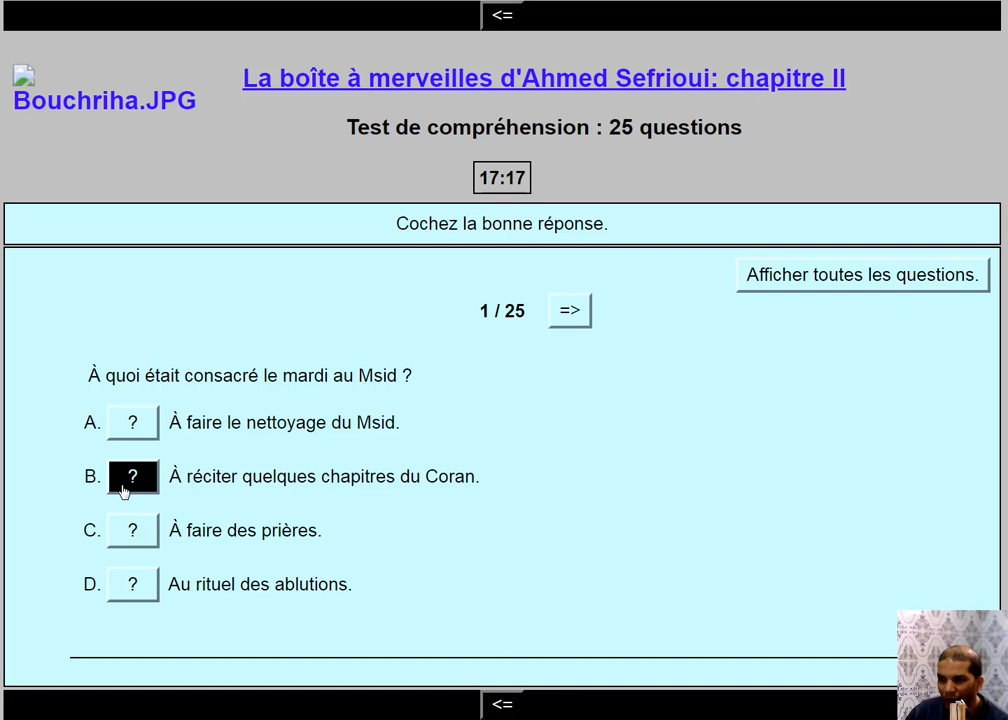 <=
Bouchriha.JPG
La boîte à merveilles d'Ahmed Sefrioui: chapitre II
Test de compréhension : 25 questions
17:17
Cochez la bonne réponse.
Afficher toutes les questions.
1 / 25 =>
À quoi était consacré le mardi au Msid ?
A. ? À faire le nettoyage du Msid.
B. ? À réciter quelques chapitres du Coran.
C. ? À faire des prières.
D. ? Au rituel des ablutions.
<=